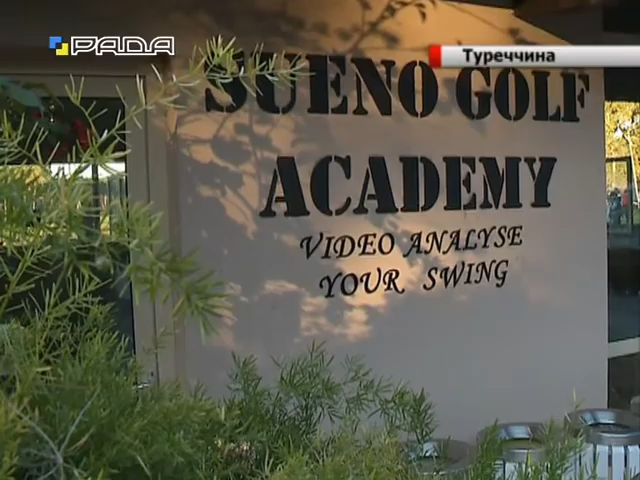 РАДА
Туреччина
SUENO GOLF
ACADEMY
VIDEO ANALYSE
YOUR SWING